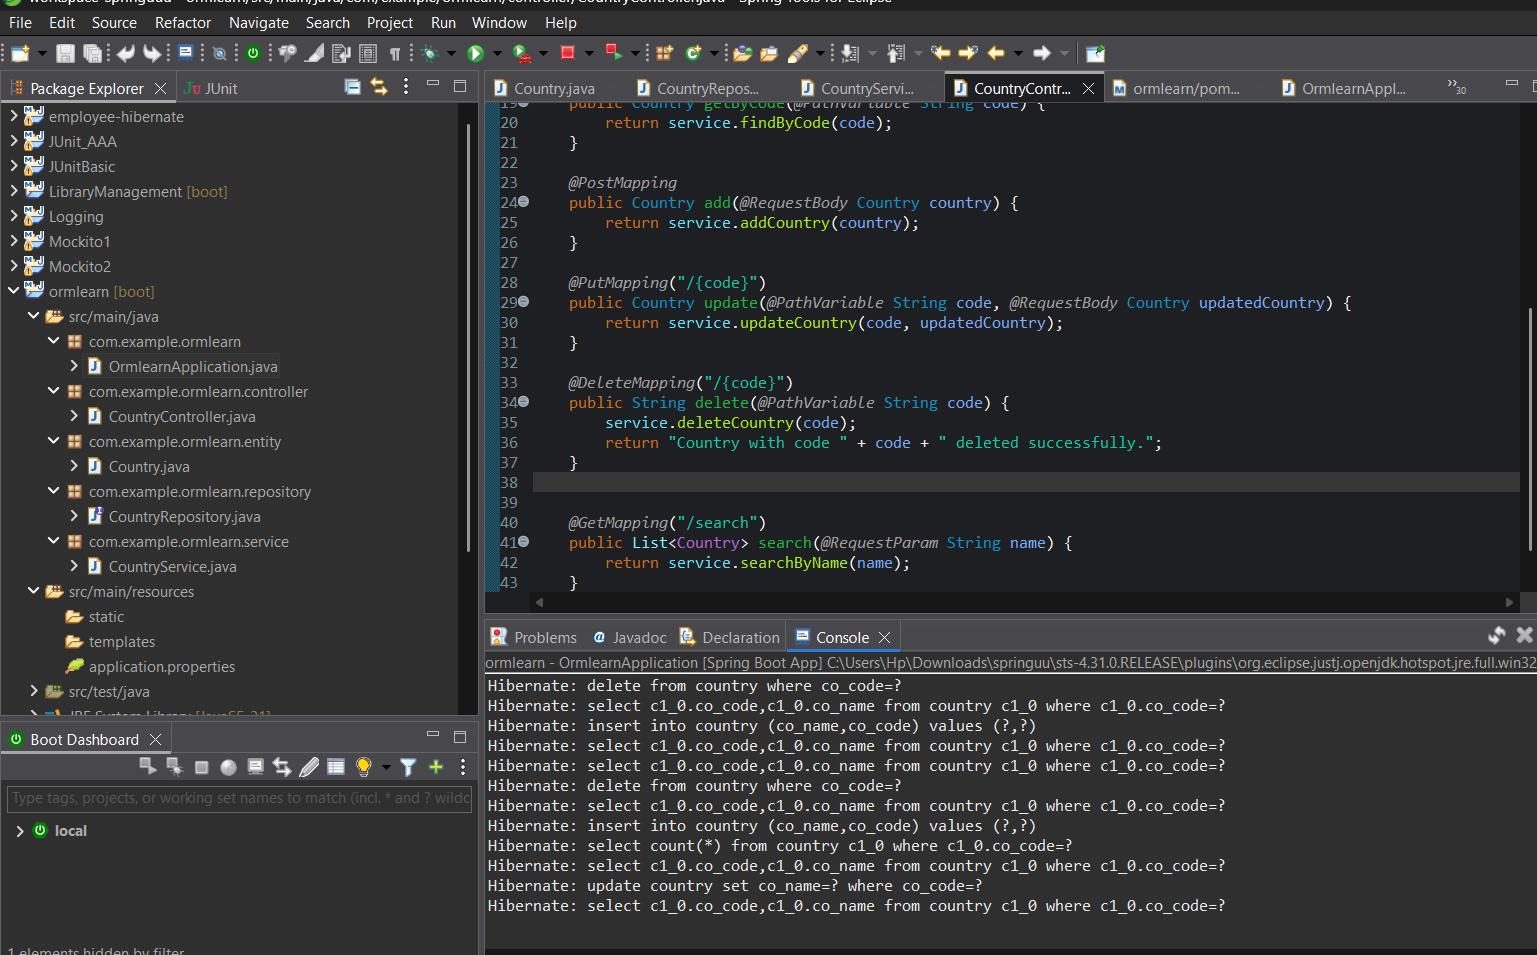 File Edit Source Refactor Navigate Search Project Run Window Help
Package Explorer
JUnit
employee-hibernate
JUnit_AAA
JUnitBasic
LibraryManagement [boot]
Logging
Mockito1
Mockito2
ormlearn [boot]
src/main/java
com.example.ormlearn
OrmlearnApplication.java
com.example.ormlearn.controller
CountryController.java
com.example.ormlearn.entity
Country.java
com.example.ormlearn.repository
CountryRepository.java
com.example.ormlearn.service
CountryService.java
src/main/resources
static
templates
application.properties
src/test/java
Boot Dashboard
Type tags, projects, or working set names to match (incl. * and ? wildc
local
1 elements hidden by filter
Country.java
CountryRepos...
CountryServi...
CountryContr...
ormlearn/pom...
OrmlearnAppl...
30
19 public Country getByCode(@PathVariable String code) {
20 return service.findByCode(code);
21 }
22
23 @PostMapping
24 public Country add(@RequestBody Country country) {
25 return service.addCountry(country);
26 }
27
28 @PutMapping("/{code}")
29 public Country update(@PathVariable String code, @RequestBody Country updatedCountry) {
30 return service.updateCountry(code, updatedCountry);
31 }
32
33 @DeleteMapping("/{code}")
34 public String delete(@PathVariable String code) {
35 service.deleteCountry(code);
36 return "Country with code " + code + " deleted successfully.";
37 }
38
39
40 @GetMapping("/search")
41 public List<Country> search(@RequestParam String name) {
42 return service.searchByName(name);
43 }
Problems Javadoc Declaration Console
ormlearn - OrmlearnApplication [Spring Boot App] C:\Users\Hp\Downloads\springuu\sts-4.31.0.RELEASE\plugins\org.eclipse.justj.openjdk.hotspot.jre.full.win32
Hibernate: delete from country where co_code=?
Hibernate: select c1_0.co_code,c1_0.co_name from country c1_0 where c1_0.co_code=?
Hibernate: insert into country (co_name,co_code) values (?,?)
Hibernate: select c1_0.co_code,c1_0.co_name from country c1_0 where c1_0.co_code=?
Hibernate: select c1_0.co_code,c1_0.co_name from country c1_0 where c1_0.co_code=?
Hibernate: delete from country where co_code=?
Hibernate: select c1_0.co_code,c1_0.co_name from country c1_0 where c1_0.co_code=?
Hibernate: insert into country (co_name,co_code) values (?,?)
Hibernate: select count(*) from country c1_0 where c1_0.co_code=?
Hibernate: select c1_0.co_code,c1_0.co_name from country c1_0 where c1_0.co_code=?
Hibernate: update country set co_name=? where co_code=?
Hibernate: select c1_0.co_code,c1_0.co_name from country c1_0 where c1_0.co_code=?